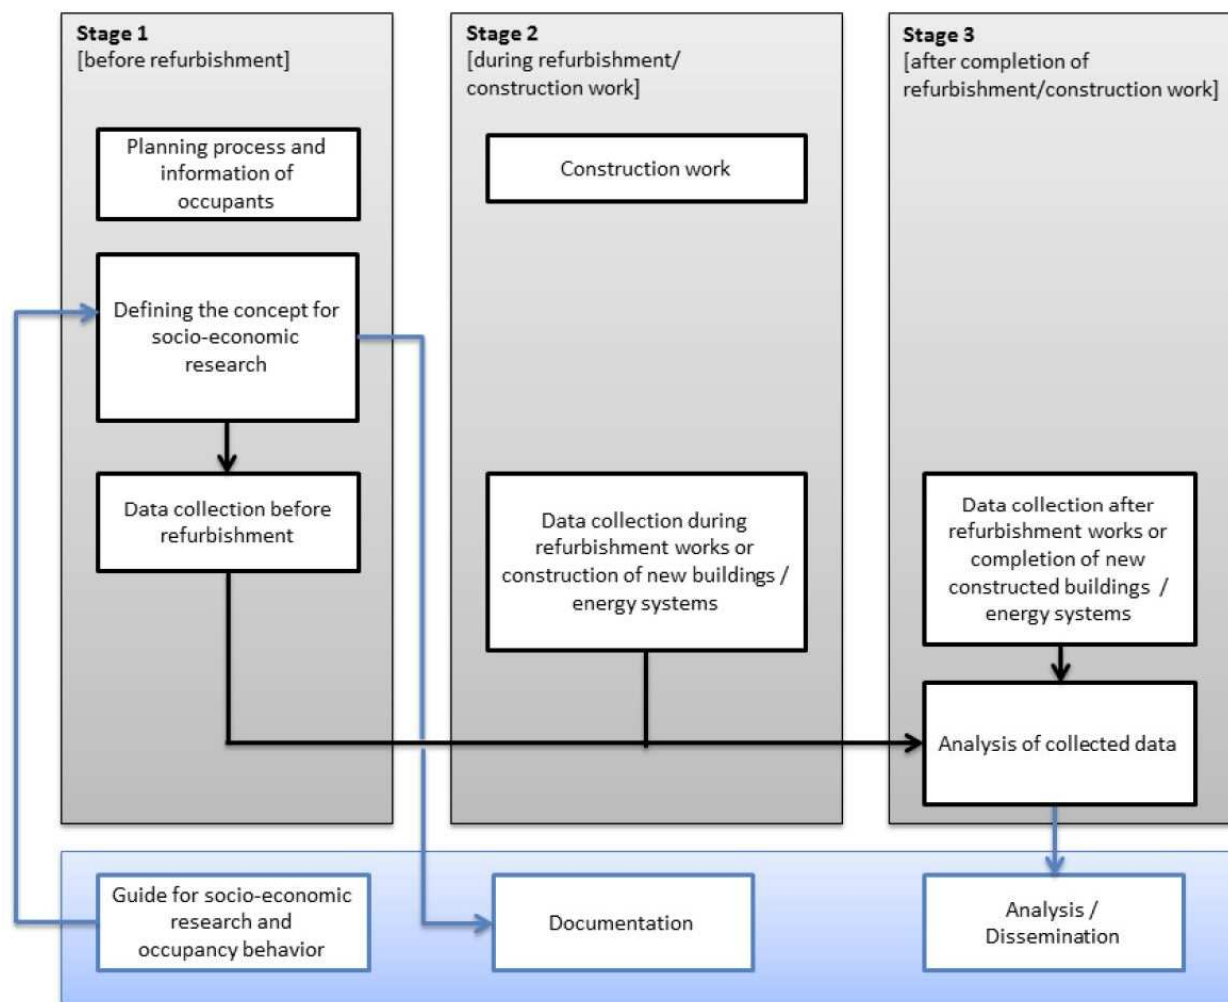 Stage 1
[before refurbishment]
Planning process and
information of
occupants
Defining the concept for
socio-economic
research
Data collection before
refurbishment
Stage 2
[during refurbishment/
construction work]
Construction work
Data collection during
refurbishment works or
construction of new buildings /
energy systems
Stage 3
[after completion of
refurbishment/construction work]
Data collection after
refurbishment works or
completion of new
constructed buildings /
energy systems
Analysis of collected data
Guide for socio-economic
research and
occupancy behavior
Documentation
Analysis /
Dissemination